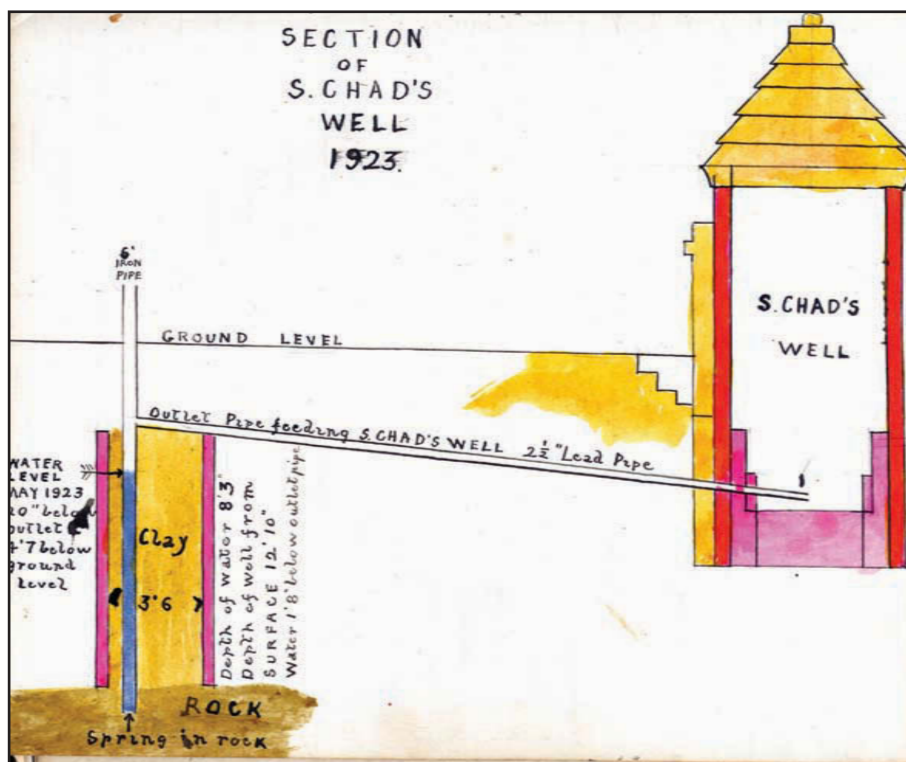 SECTION
OF
S. CHAD'S
WELL
1923.
6"
IRON
PIPE
GROUND LEVEL
S. CHAD'S
WELL
Outlet Pipe feeding S. CHAD'S WELL 2½" Lead Pipe
WATER
LEVEL
MAY 1923
20" below
outlet
4'7 below
ground
level
Clay
3'6
Depth of water 8'3"
Depth of well from
SURFACE 12'10"
Water 1'8" below outlet pipe
ROCK
Spring in rock